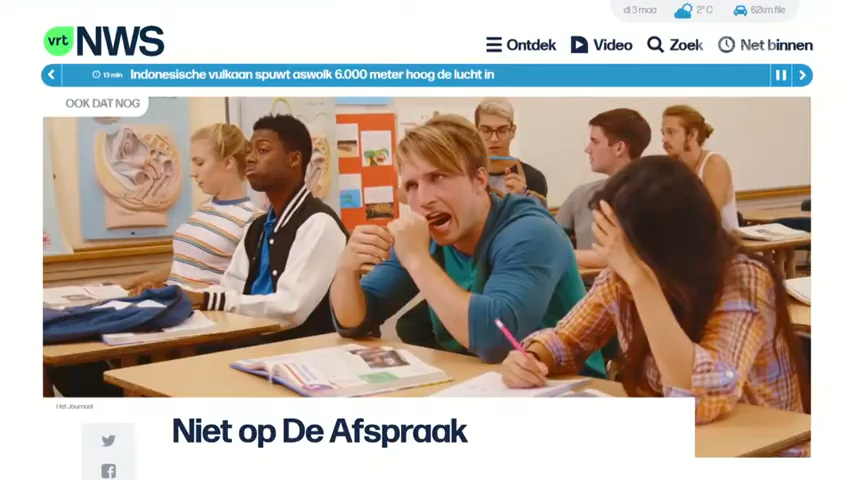 di 3 maa 2° C 62km file
vrt NWS
Ontdek Video Zoek Net binnen
13 min Indonesische vulkaan spuwt aswolk 6.000 meter hoog de lucht in
OOK DAT NOG
Het Journaal
Niet op De Afspraak